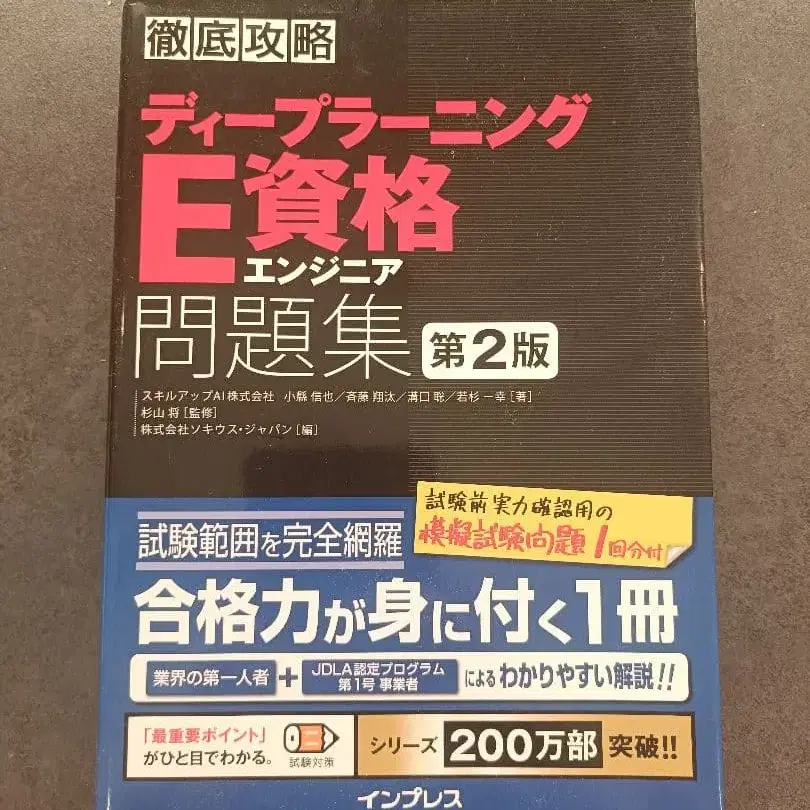 徹底攻略
ディープラーニング
E資格
エンジニア
問題集 第2版
スキルアップAI株式会社 小縣 信也／斉藤 翔汰／溝口 聡／若杉 一幸[著]
杉山 将[監修]
株式会社ソキウス・ジャパン[編]
試験前実力確認用の
模擬試験問題1回分付
試験範囲を完全網羅
合格力が身に付く1冊
業界の第一人者+JDLA認定プログラム第1号事業者によるわかりやすい解説!!
「最重要ポイント」
がひと目でわかる。
試験対策
シリーズ200万部突破!!
インプレス